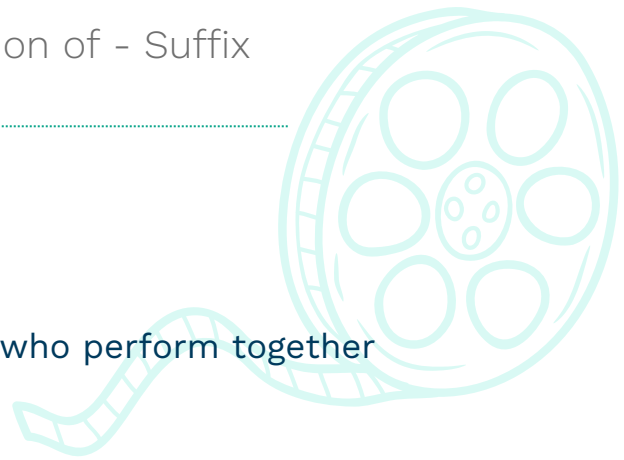 on of - Suffix
who perform together